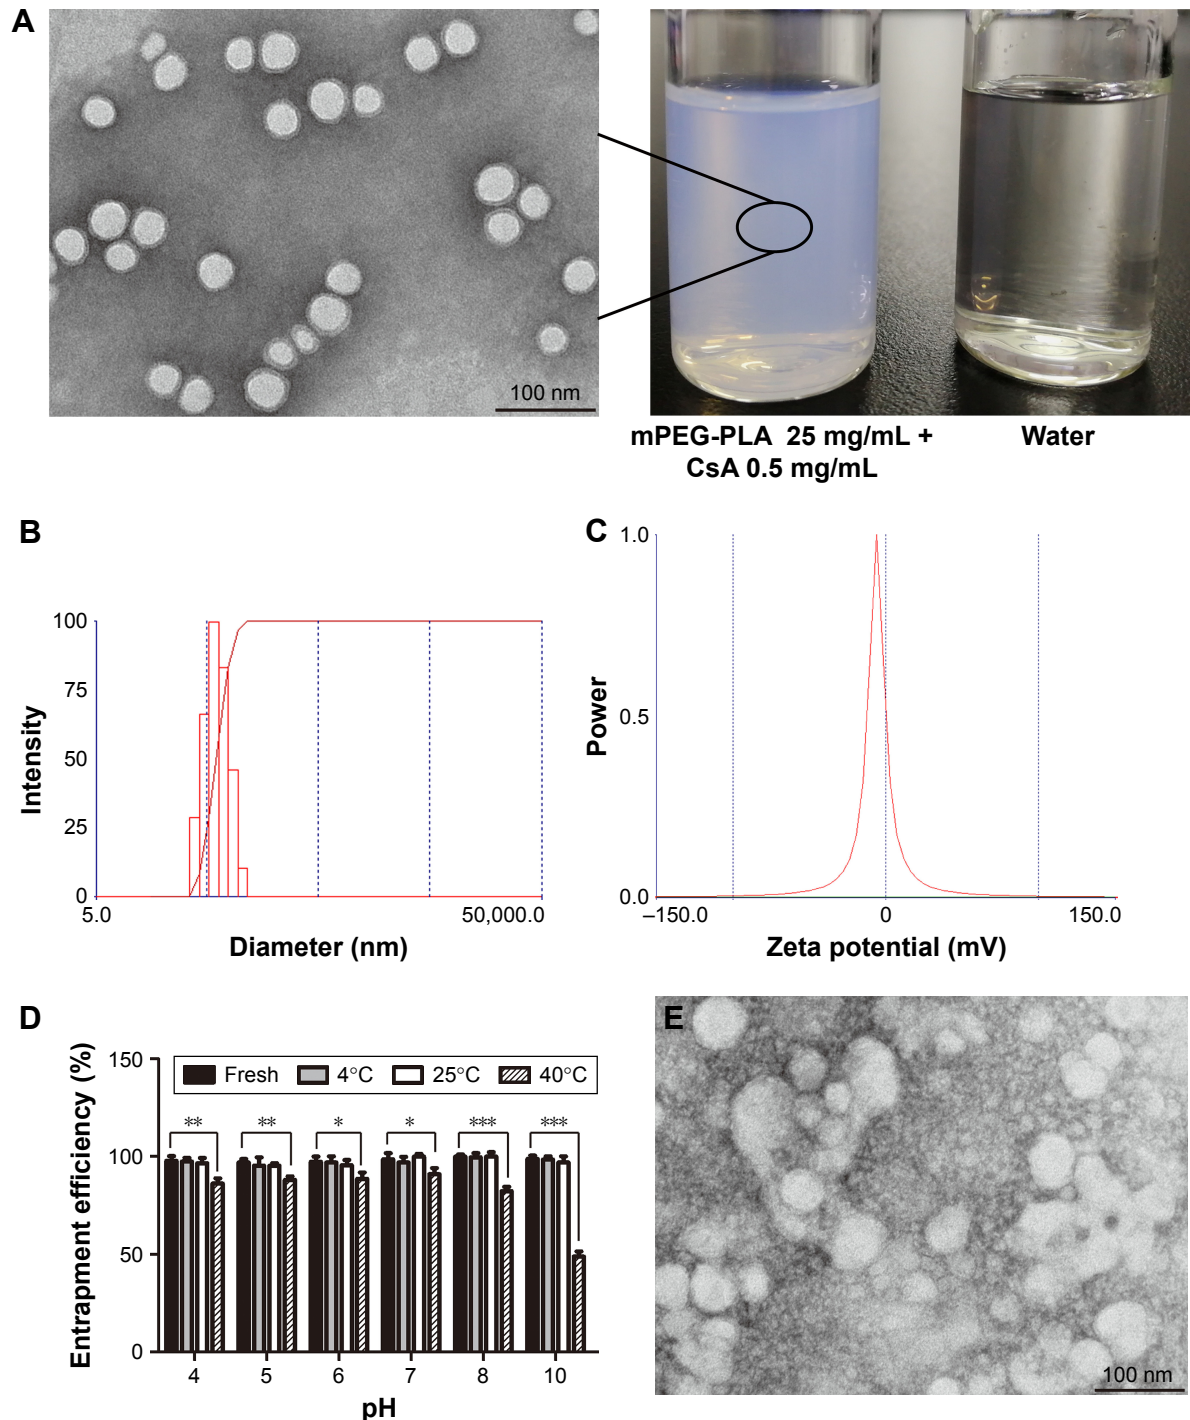 A
100 nm
mPEG-PLA 25 mg/mL +
CsA 0.5 mg/mL
Water
B
100
75
50
25
0
Intensity
5.0
50,000.0
Diameter (nm)
C
1.0
0.5
0.0
Power
–150.0
0
150.0
Zeta potential (mV)
D
150
100
50
0
Entrapment efficiency (%)
Fresh 4°C 25°C 40°C
** ** * * *** ***
4 5 6 7 8 10
pH
E
100 nm